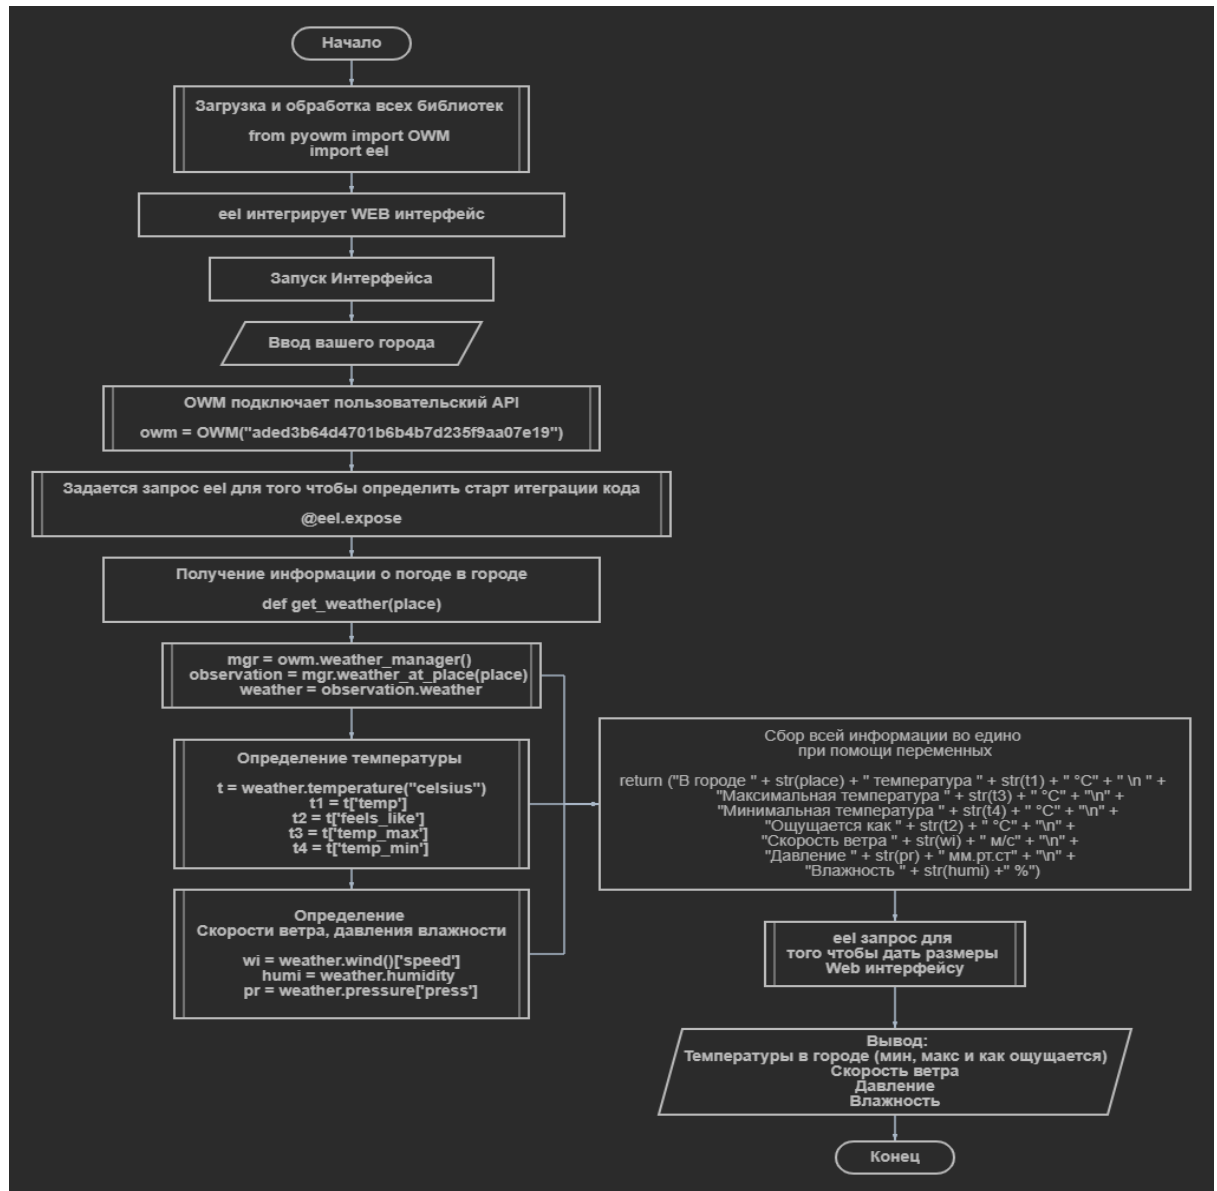 Начало
Загрузка и обработка всех библиотек
from pyowm import OWM
import eel
eel интегрирует WEB интерфейс
Запуск Интерфейса
Ввод вашего города
OWM подключает пользовательский API
owm = OWM("aded3b64d4701b6b4b7d235f9aa07e19")
Задается запрос eel для того чтобы определить старт итеграции кода
@eel.expose
Получение информации о погоде в городе
def get_weather(place)
mgr = owm.weather_manager()
observation = mgr.weather_at_place(place)
weather = observation.weather
Определение температуры
t = weather.temperature("celsius")
t1 = t['temp']
t2 = t['feels_like']
t3 = t['temp_max']
t4 = t['temp_min']
Определение
Скорости ветра, давления влажности
wi = weather.wind()['speed']
humi = weather.humidity
pr = weather.pressure['press']
Сбор всей информации во едино
при помощи переменных
return ("В городе " + str(place) + " температура " + str(t1) + " °C" + " \n " +
"Максимальная температура " + str(t3) + " °C" + "\n" +
"Минимальная температура " + str(t4) + " °C" + "\n" +
"Ощущается как " + str(t2) + " °C" + "\n" +
"Скорость ветра " + str(wi) + " м/с" + "\n" +
"Давление " + str(pr) + " мм.рт.ст" + "\n" +
"Влажность " + str(humi) +" %")
eel запрос для
того чтобы дать размеры
Web интерфейсу
Вывод:
Температуры в городе (мин, макс и как ощущается)
Скорость ветра
Давление
Влажность
Конец